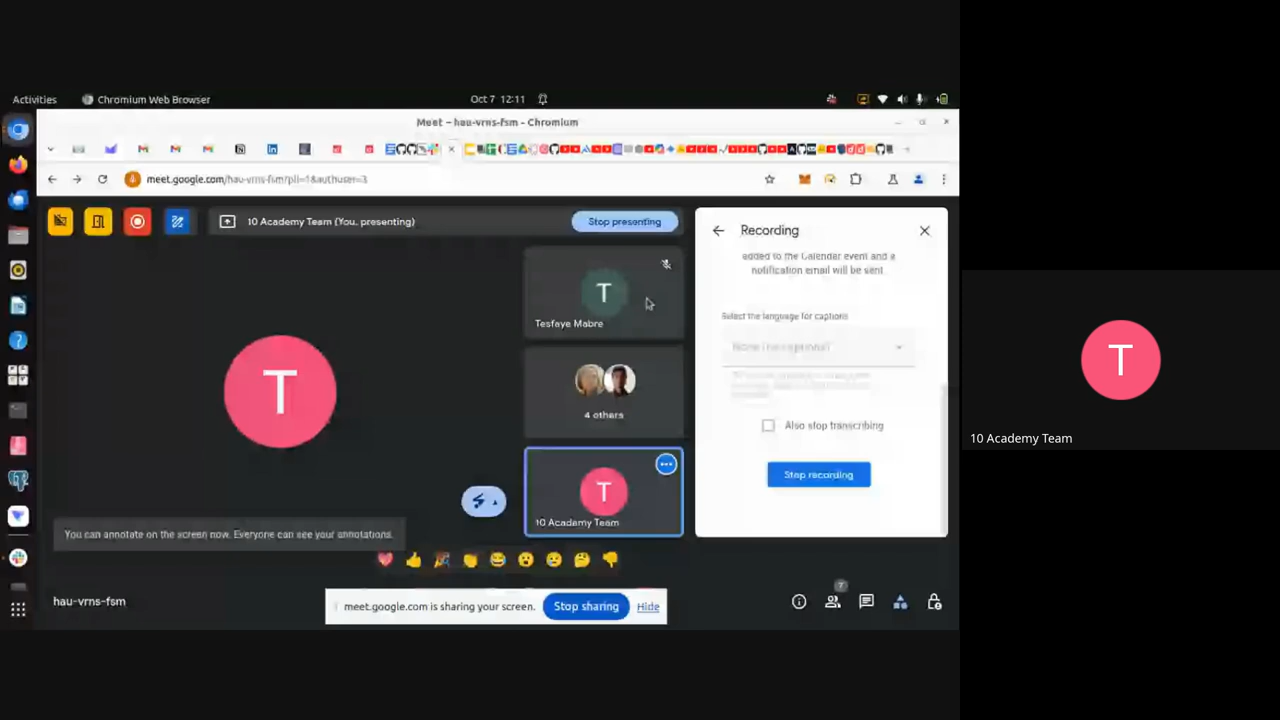 Activities
Chromium Web Browser
Oct 7 12:11
Meet – hau-vrns-fsm - Chromium
meet.google.com/hau-vrns-fsm/pli=1&authuser=3
10 Academy Team (You, presenting)
Stop presenting
T
Tesfaye Mabre
T
4 others
T
10 Academy Team
Recording
added to the Calendar event and a
notification email will be sent
Select the language for captions
Also stop transcribing
Stop recording
You can annotate on the screen now. Everyone can see your annotations.
hau-vrns-fsm
meet.google.com is sharing your screen.
Stop sharing
Hide
7
T
10 Academy Team